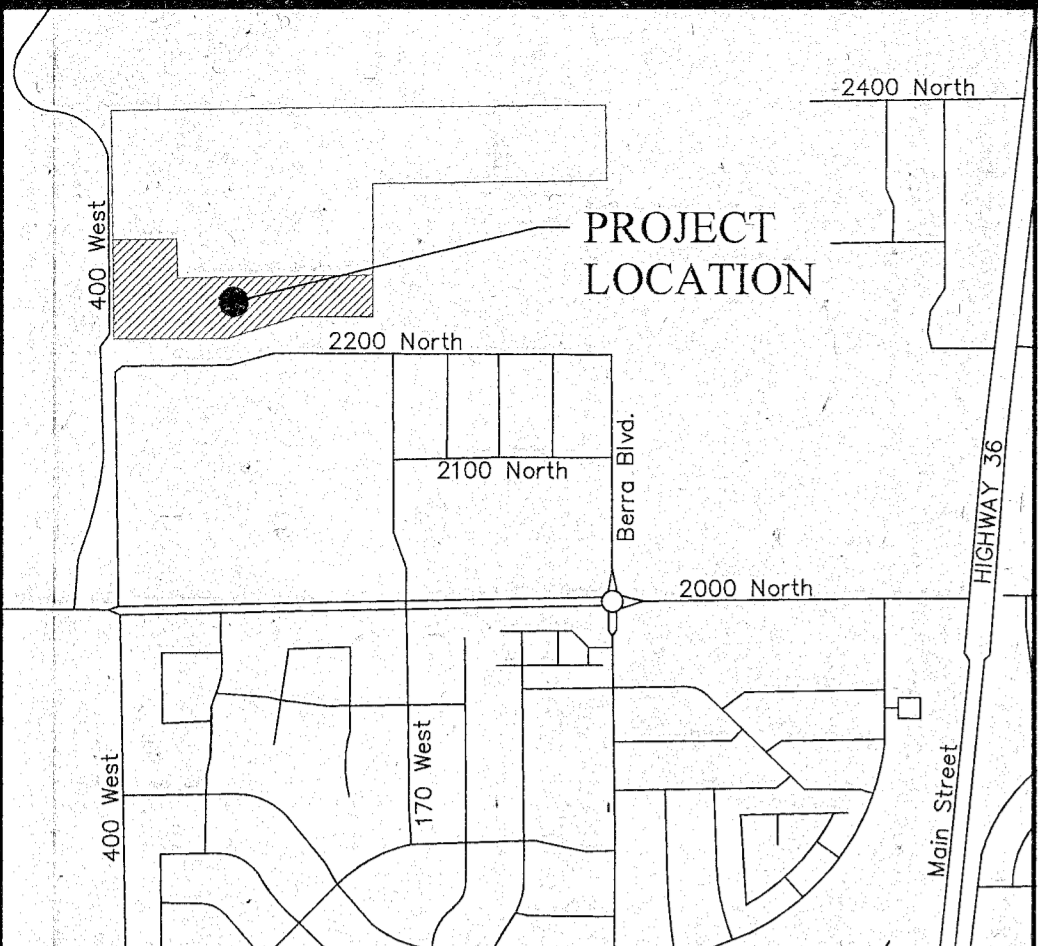 2400 North
400 West
PROJECT
LOCATION
2200 North
2100 North
Berra Blvd.
HIGHWAY 36
2000 North
400 West
170 West
Main Street